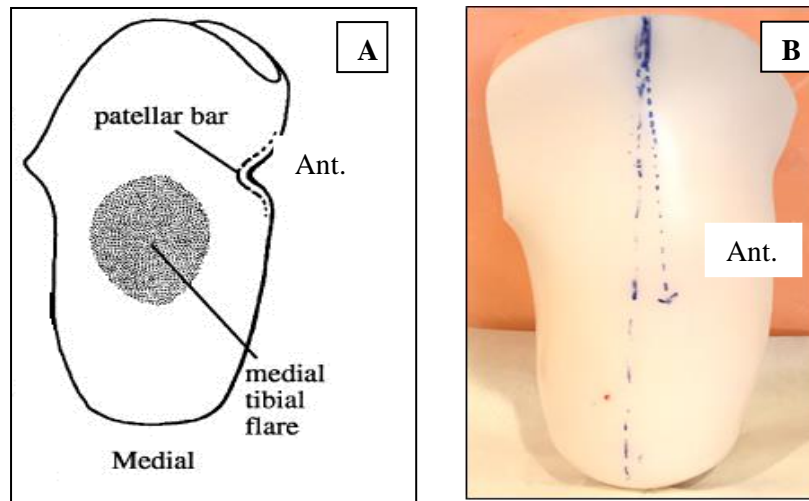 A
patellar bar
Ant.
medial
tibial
flare
Medial
B
Ant.